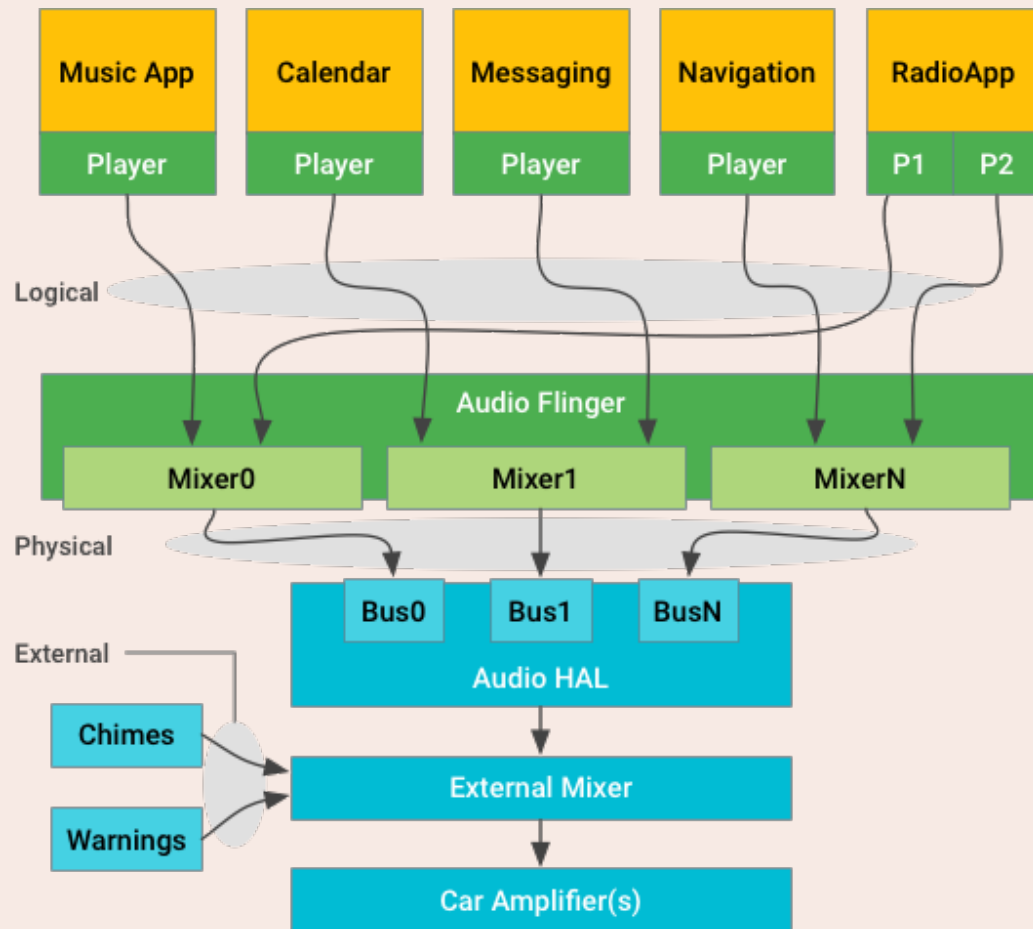 Music App
Calendar
Messaging
Navigation
RadioApp
Player
Player
Player
Player
P1
P2
Logical
Audio Flinger
Mixer0
Mixer1
MixerN
Physical
Bus0
Bus1
BusN
Audio HAL
External
Chimes
External Mixer
Warnings
Car Amplifier(s)